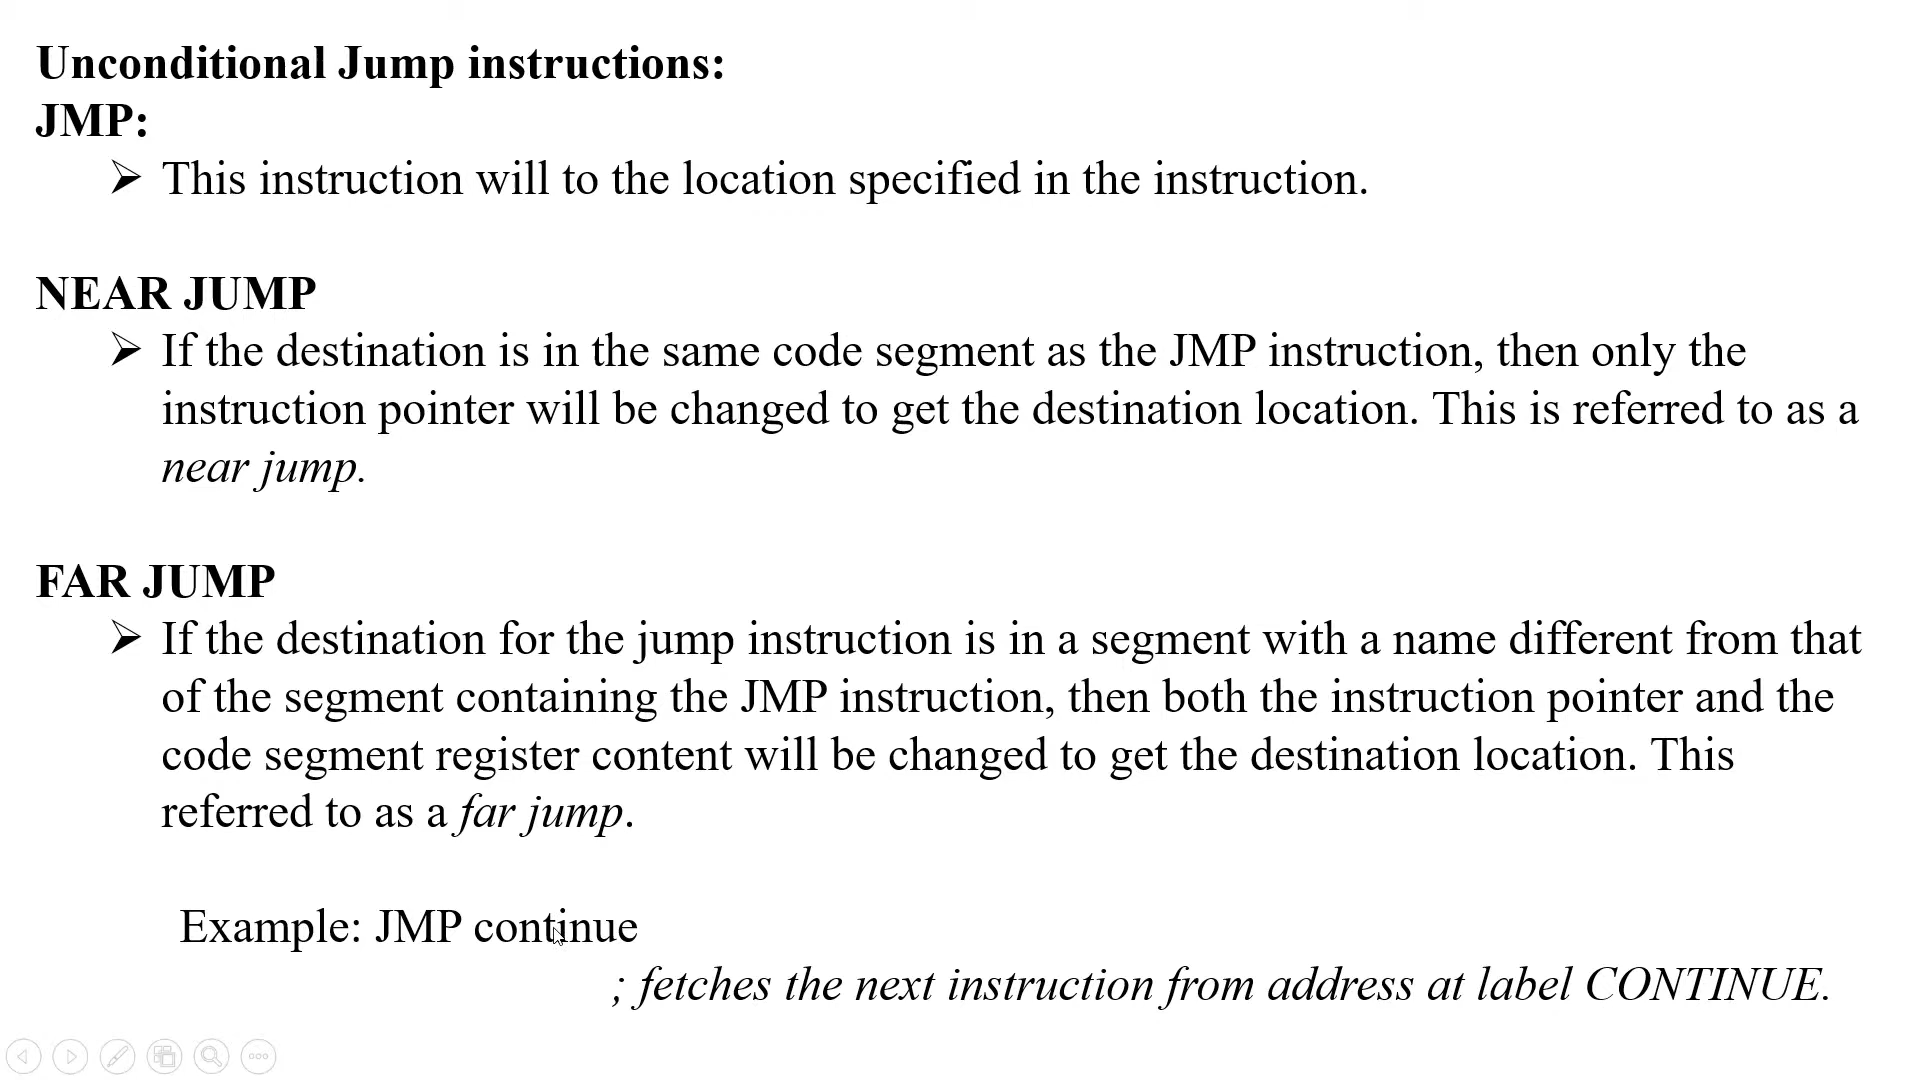 Unconditional Jump instructions:
JMP:
➢ This instruction will to the location specified in the instruction.
NEAR JUMP
➢ If the destination is in the same code segment as the JMP instruction, then only the
instruction pointer will be changed to get the destination location. This is referred to as a
near jump.
FAR JUMP
➢ If the destination for the jump instruction is in a segment with a name different from that
of the segment containing the JMP instruction, then both the instruction pointer and the
code segment register content will be changed to get the destination location. This
referred to as a far jump.
Example: JMP continue
; fetches the next instruction from address at label CONTINUE.